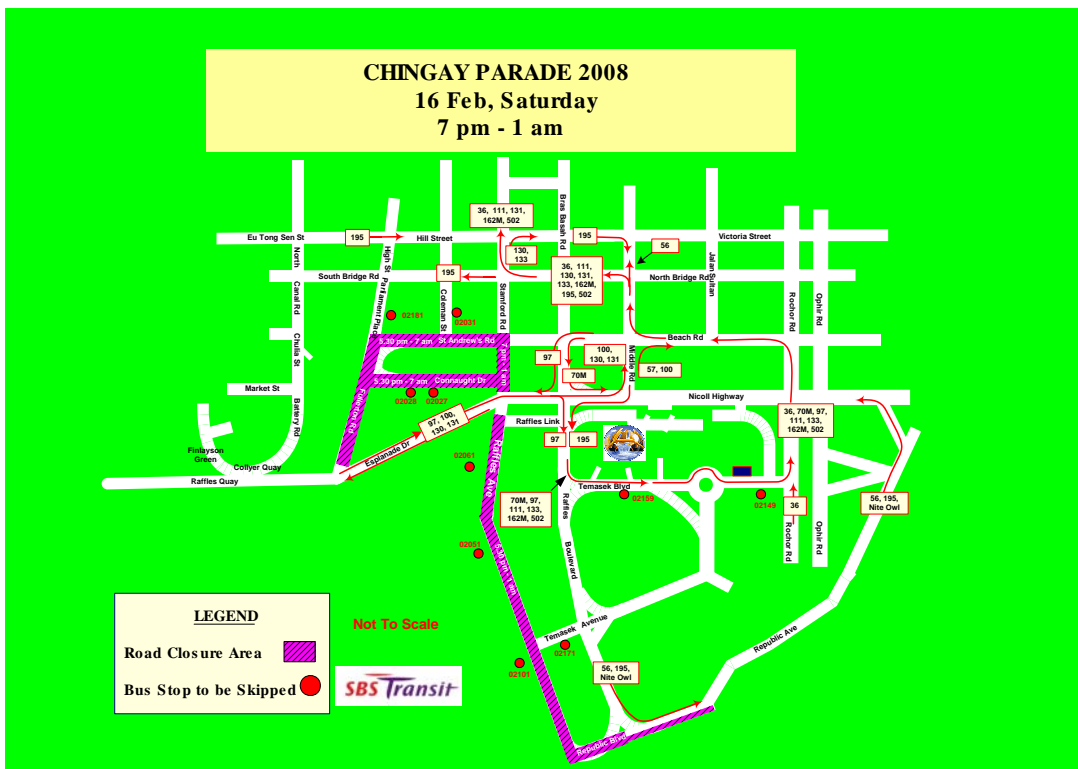 CHINGAY PARADE 2008
16 Feb, Saturday
7 pm - 1 am
36, 111, 131,
162M, 502
Eu Tong Sen St
195
Hill Street
130,
133
195
56
Victoria Street
Bras Basah Rd
North
Canal Rd
High St
Parliament Place
South Bridge Rd
195
36, 111,
130, 131,
133, 162M,
195, 502
North Bridge Rd
Jalan Sultan
Coleman St
Stamford Rd
Rochor Rd
Ophir Rd
02181
02031
Chulia St
5.30 pm - 7 am
St Andrew's Rd
Beach Rd
97
100,
130, 131
Middle Rd
57, 100
70M
5.30 pm - 7 am
Connaught Dr
02028
02027
Market St
Battery Rd
Nicoll Highway
97, 100,
130, 131
Raffles Link
36, 70M, 97,
111, 133,
162M, 502
97
195
Finlayson
Green
Collyer Quay
Esplanade Dr
Raffles Quay
02061
Raffles Ave
Temasek Blvd
02159
02149
70M, 97,
111, 133,
162M, 502
36
56, 195,
Nite Owl
Raffles
Boulevard
Rochor Rd
Ophir Rd
02051
Temasek Avenue
02171
02101
Republic Ave
56, 195,
Nite Owl
Republic Blvd
LEGEND
Road Closure Area
Bus Stop to be Skipped
Not To Scale
SBS Transit